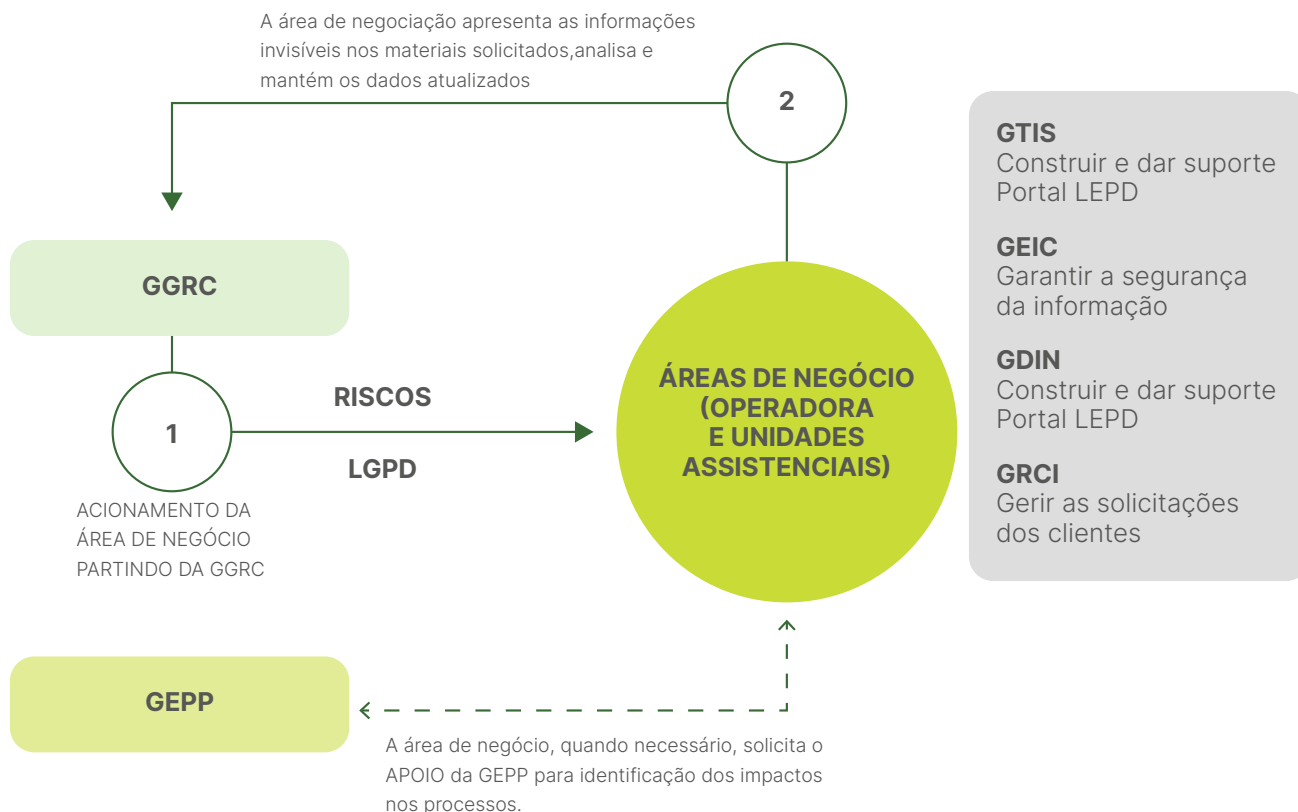 A área de negociação apresenta as informações
invisíveis nos materiais solicitados,analisa e
mantém os dados atualizados
2
GGRC
1
RISCOS
LGPD
ACIONAMENTO DA
ÁREA DE NEGÓCIO
PARTINDO DA GGRC
ÁREAS DE NEGÓCIO
(OPERADORA
E UNIDADES
ASSISTENCIAIS)
GTIS
Construir e dar suporte
Portal LEPD
GEIC
Garantir a segurança
da informação
GDIN
Construir e dar suporte
Portal LEPD
GRCI
Gerir as solicitações
dos clientes
GEPP
A área de negócio, quando necessário, solicita o
APOIO da GEPP para identificação dos impactos
nos processos.